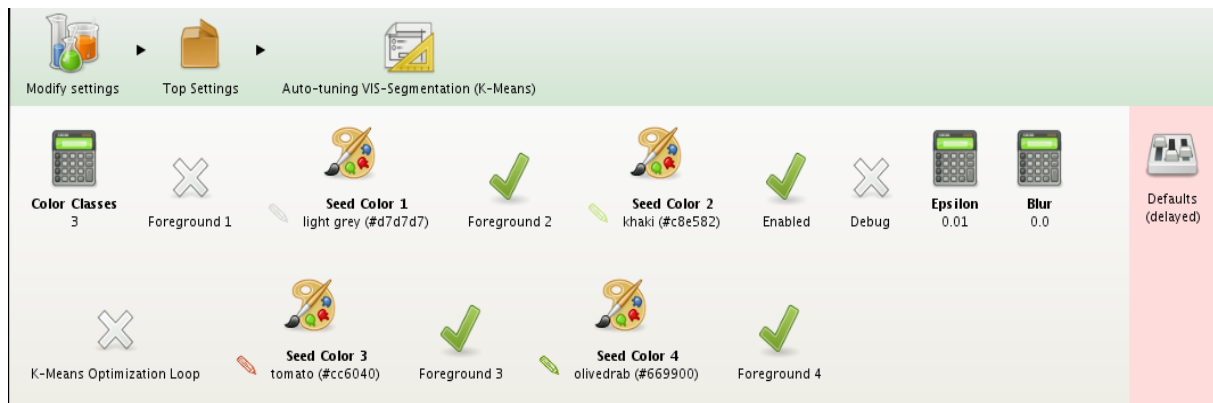 Modify settings
Top Settings
Auto-tuning VIS-Segmentation (K-Means)
Color Classes
3
Foreground 1
Seed Color 1
light grey (#d7d7d7)
Foreground 2
Seed Color 2
khaki (#c8e582)
Enabled
Debug
Epsilon
0.01
Blur
0.0
Defaults
(delayed)
K-Means Optimization Loop
Seed Color 3
tomato (#cc6040)
Foreground 3
Seed Color 4
olivedrab (#669900)
Foreground 4